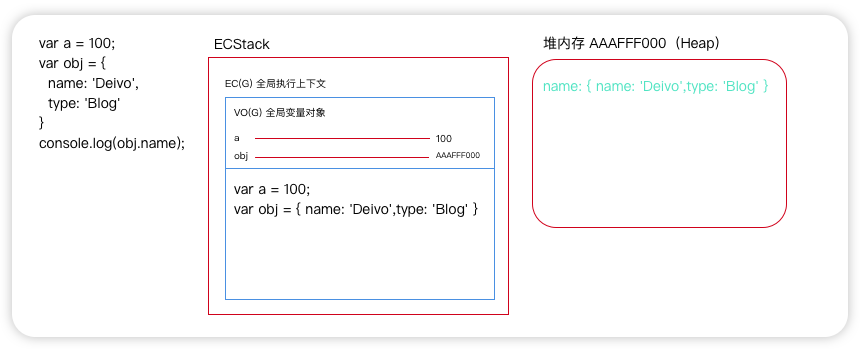 var a = 100;
var obj = {
name: 'Deivo',
type: 'Blog'
}
console.log(obj.name);
ECStack
EC(G) 全局执行上下文
VO(G) 全局变量对象
a 100
obj AAAFFF000
var a = 100;
var obj = { name: 'Deivo',type: 'Blog' }
堆内存 AAAFFF000（Heap）
name: { name: 'Deivo',type: 'Blog' }